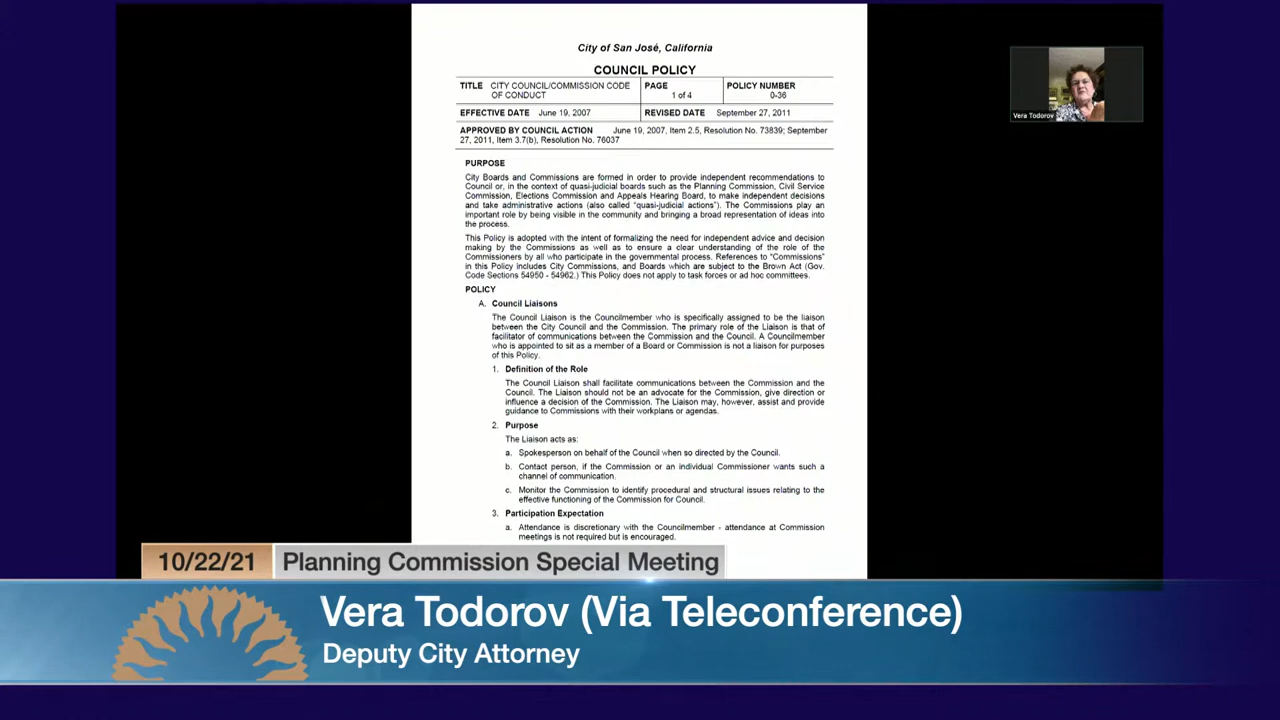 City of San José, California
COUNCIL POLICY
TITLE CITY COUNCIL/COMMISSION CODE OF CONDUCT
PAGE
1 of 4
POLICY NUMBER
0-36
EFFECTIVE DATE June 19, 2007
REVISED DATE September 27, 2011
APPROVED BY COUNCIL ACTION June 19, 2007, Item 2.5, Resolution No. 73839; September
27, 2011, Item 3.7(b), Resolution No. 76037
PURPOSE
City Boards and Commissions are formed in order to provide independent recommendations to
Council or, in the context of quasi-judicial boards such as the Planning Commission, Civil Service
Commission, Elections Commission and Appeals Hearing Board, to make independent decisions
and take administrative actions (also called "quasi-judicial actions"). The Commissions play an
important role by being visible in the community and bringing a broad representation of ideas into
the process.
This Policy is adopted with the intent of formalizing the need for independent advice and decision
making by the Commissions as well as to ensure a clear understanding of the role of the
Commissioners by all who participate in the governmental process. References to "Commissions"
in this Policy includes City Commissions, and Boards which are subject to the Brown Act (Gov.
Code Sections 54950 - 54962.) This Policy does not apply to task forces or ad hoc committees.
POLICY
A. Council Liaisons
The Council Liaison is the Councilmember who is specifically assigned to be the liaison
between the City Council and the Commission. The primary role of the Liaison is that of
facilitator of communications between the Commission and the Council. A Councilmember
who is appointed to sit as a member of a Board or Commission is not a liaison for purposes
of this Policy.
1. Definition of the Role
The Council Liaison shall facilitate communications between the Commission and the
Council. The Liaison should not be an advocate for the Commission, give direction or
influence a decision of the Commission. The Liaison may, however, assist and provide
guidance to Commissions with their workplans or agendas.
2. Purpose
The Liaison acts as:
a. Spokesperson on behalf of the Council when so directed by the Council.
b. Contact person, if the Commission or an individual Commissioner wants such a
channel of communication.
c. Monitor the Commission to identify procedural and structural issues relating to the
effective functioning of the Commission for Council.
3. Participation Expectation
a. Attendance is discretionary with the Councilmember - attendance at Commission
meetings is not required but is encouraged.
Vera Todorov
10/22/21 Planning Commission Special Meeting
Vera Todorov (Via Teleconference)
Deputy City Attorney